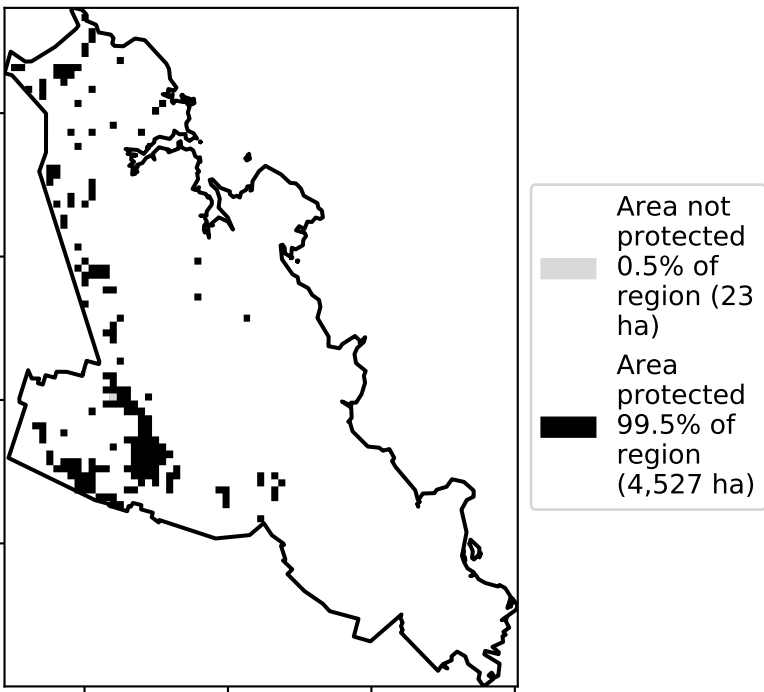 Area not
protected
0.5% of
region (23
ha)
Area
protected
99.5% of
region
(4,527 ha)